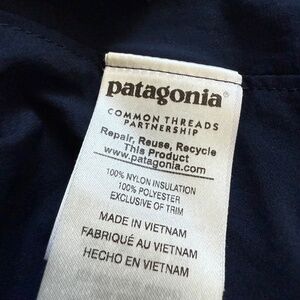 patagonia®
COMMON THREADS
PARTNERSHIP
Repair, Reuse, Recycle
This Product
www.patagonia.com
100% NYLON INSULATION
100% POLYESTER
EXCLUSIVE OF TRIM
MADE IN VIETNAM
FABRIQUÉ AU VIETNAM
HECHO EN VIETNAM